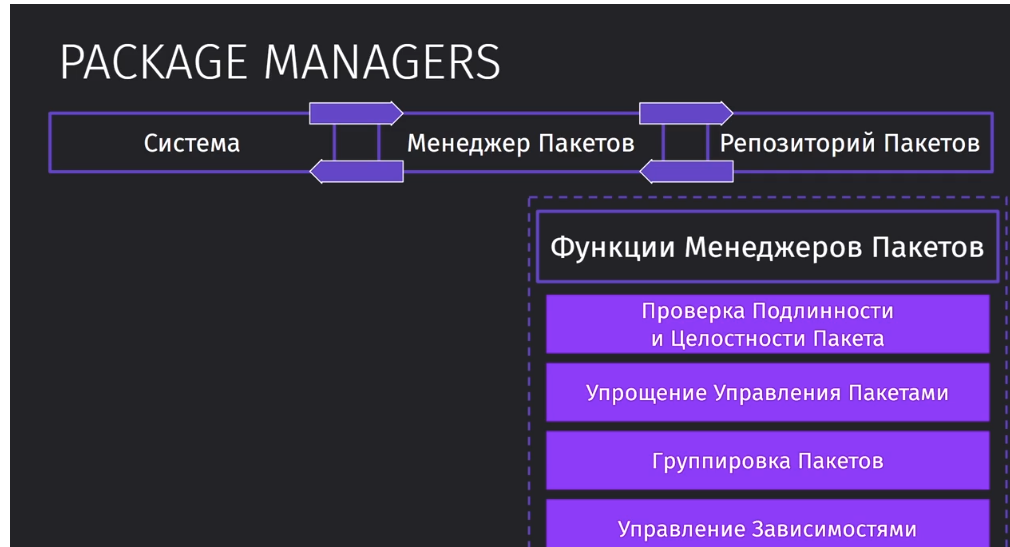 PACKAGE MANAGERS
Система
Менеджер Пакетов
Репозиторий Пакетов
Функции Менеджеров Пакетов
Проверка Подлинности
и Целостности Пакета
Упрощение Управления Пакетами
Группировка Пакетов
Управление Зависимостями